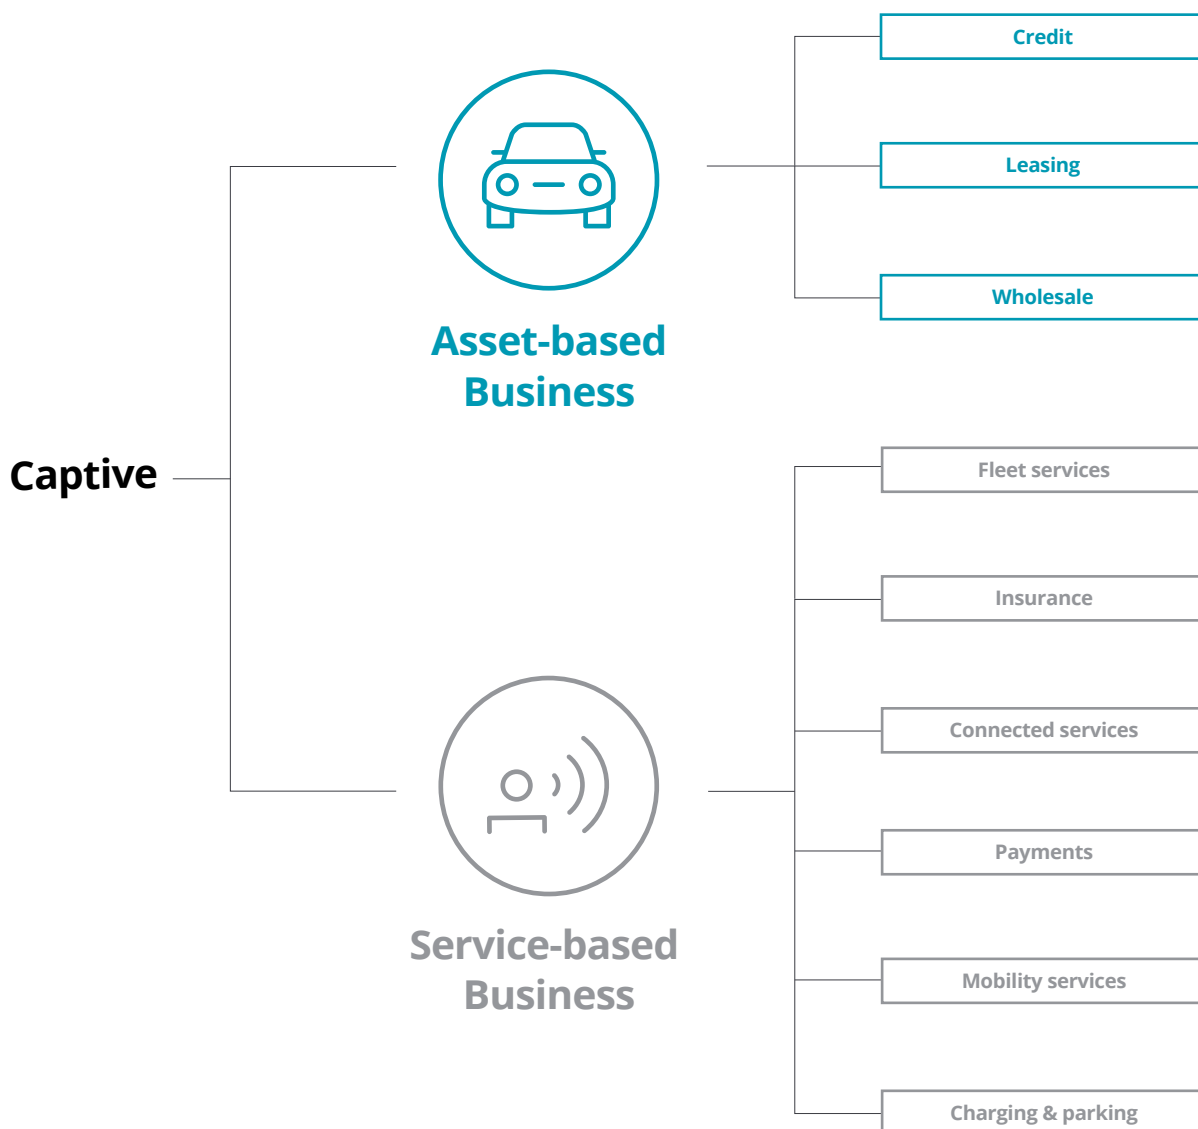 Captive
Asset-based
Business
Credit
Leasing
Wholesale
Service-based
Business
Fleet services
Insurance
Connected services
Payments
Mobility services
Charging & parking